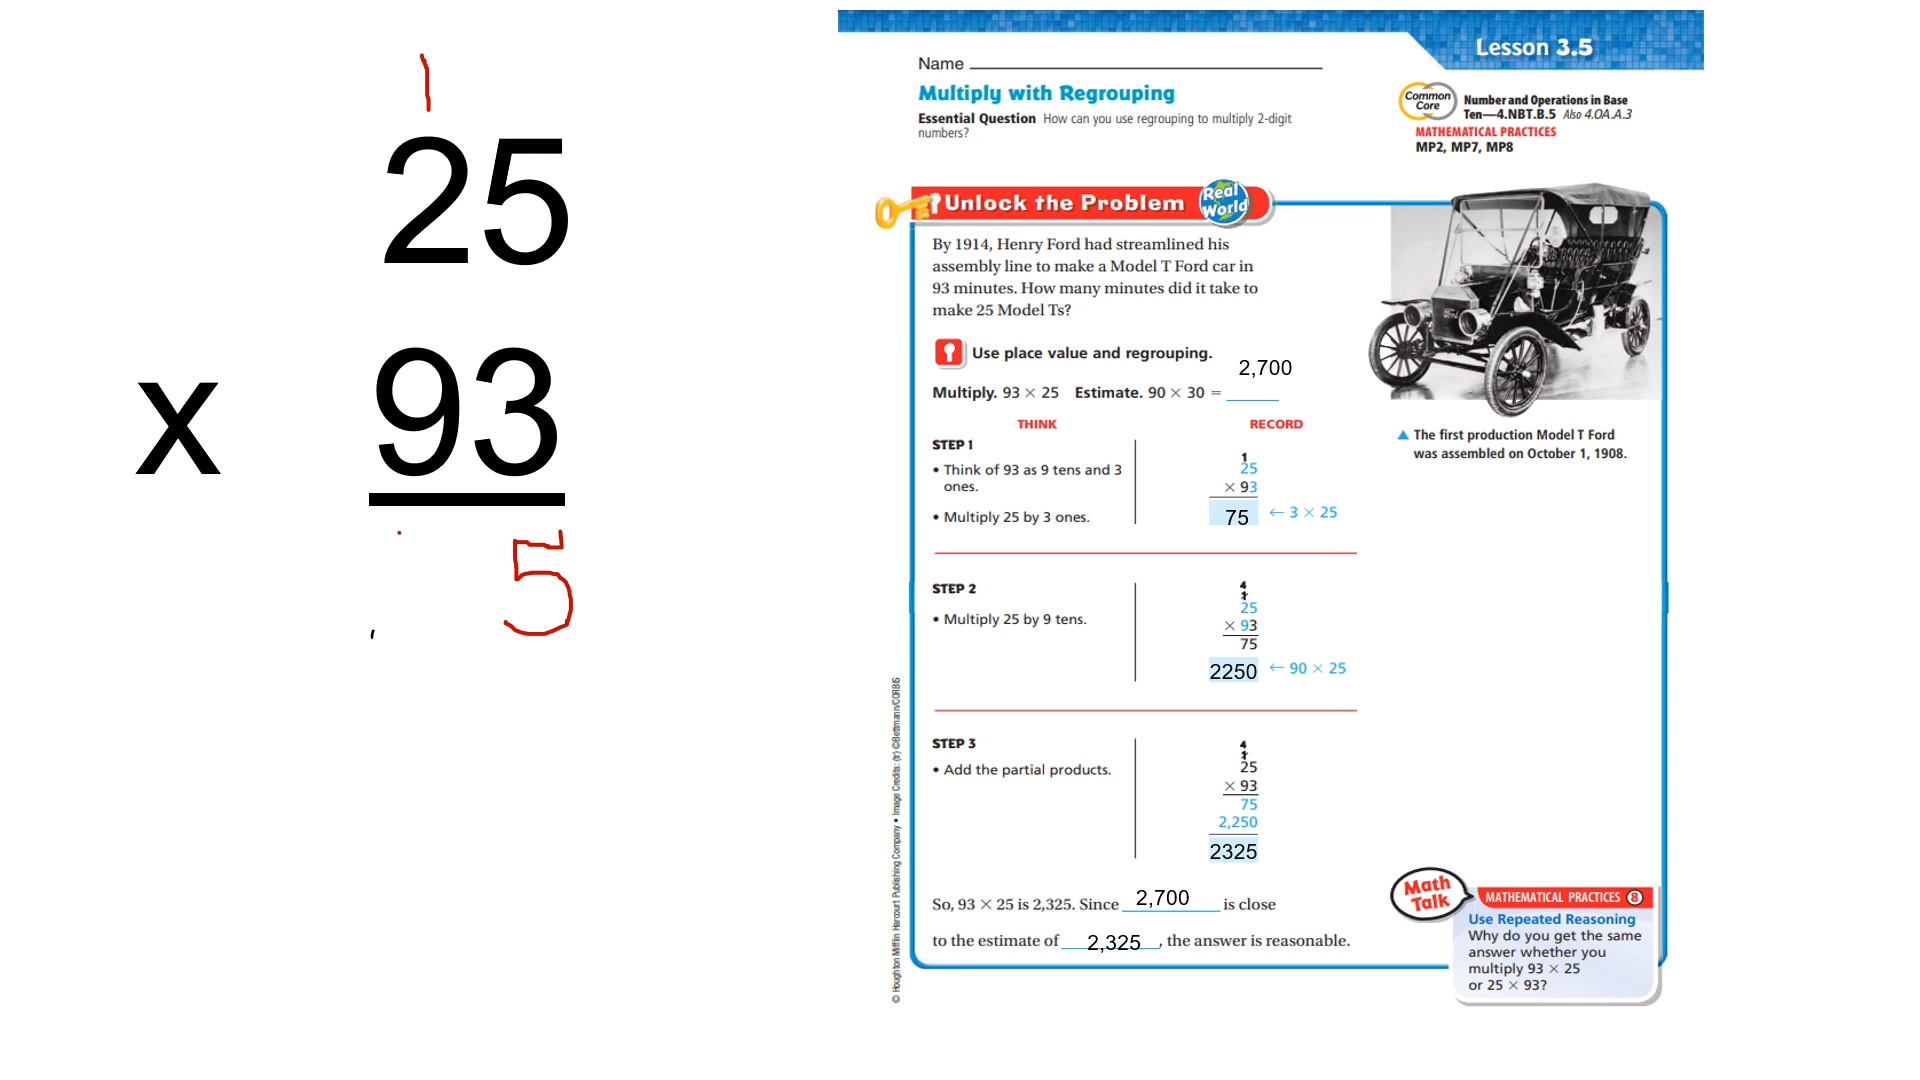 1
25
x 93
5
Lesson 3.5
Name
Multiply with Regrouping
Essential Question How can you use regrouping to multiply 2-digit
numbers?
Common
Core
Number and Operations in Base
Ten—4.NBT.B.5 Also 4.OA.A.3
MATHEMATICAL PRACTICES
MP2, MP7, MP8
Unlock the Problem
Real
World
By 1914, Henry Ford had streamlined his
assembly line to make a Model T Ford car in
93 minutes. How many minutes did it take to
make 25 Model Ts?
Use place value and regrouping.
2,700
Multiply. 93 × 25 Estimate. 90 × 30 =
▲ The first production Model T Ford
was assembled on October 1, 1908.
THINK
RECORD
STEP 1
• Think of 93 as 9 tens and 3
ones.
• Multiply 25 by 3 ones.
1
25
× 93
75 ← 3 × 25
STEP 2
• Multiply 25 by 9 tens.
4
1
25
× 93
75
2250 ← 90 × 25
STEP 3
• Add the partial products.
4
1
25
× 93
75
2,250
2325
So, 93 × 25 is 2,325. Since 2,700 is close
to the estimate of 2,325, the answer is reasonable.
Math
Talk
MATHEMATICAL PRACTICES 8
Use Repeated Reasoning
Why do you get the same
answer whether you
multiply 93 × 25
or 25 × 93?
© Houghton Mifflin Harcourt Publishing Company • Image Credits: (tr) ©Bettmann/CORBIS